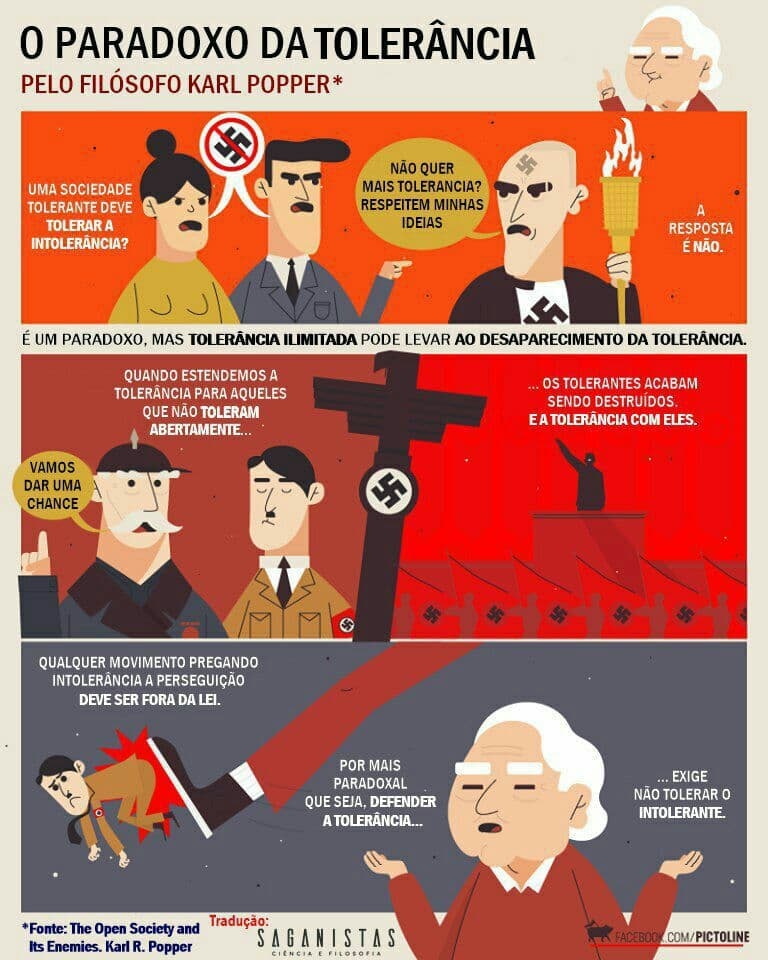 O PARADOXO DA TOLERÂNCIA
PELO FILÓSOFO KARL POPPER*
UMA SOCIEDADE
TOLERANTE DEVE
TOLERAR A
INTOLERÂNCIA?
NÃO QUER
MAIS TOLERANCIA?
RESPEITEM MINHAS
IDEIAS
A
RESPOSTA
É NÃO.
É UM PARADOXO, MAS TOLERÂNCIA ILIMITADA PODE LEVAR AO DESAPARECIMENTO DA TOLERÂNCIA.
QUANDO ESTENDEMOS A
TOLERÂNCIA PARA AQUELES
QUE NÃO TOLERAM
ABERTAMENTE...
VAMOS
DAR UMA
CHANCE
... OS TOLERANTES ACABAM
SENDO DESTRUÍDOS.
E A TOLERÂNCIA COM ELES.
QUALQUER MOVIMENTO PREGANDO
INTOLERÂNCIA A PERSEGUIÇÃO
DEVE SER FORA DA LEI.
POR MAIS
PARADOXAL
QUE SEJA, DEFENDER
A TOLERÂNCIA...
... EXIGE
NÃO TOLERAR O
INTOLERANTE.
*Fonte: The Open Society and
Its Enemies. Karl R. Popper
Tradução:
SAGANISTAS
CIÊNCIA E FILOSOFIA
FACEBOOK.COM/PICTOLINE